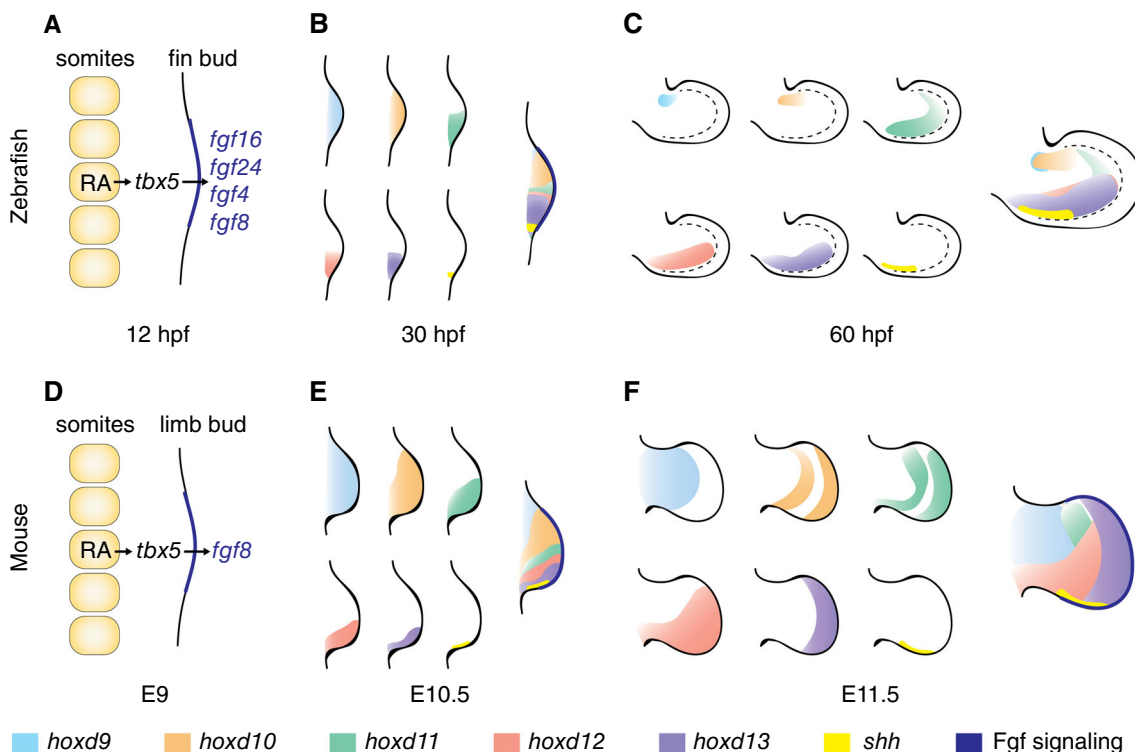 A
somites fin bud
fgf16
fgf24
RA tbx5 fgf4
fgf8
12 hpf
B
30 hpf
C
60 hpf
Zebrafish
D
somites limb bud
RA tbx5 fgf8
E9
E
E10.5
F
E11.5
Mouse
hoxd9 hoxd10 hoxd11 hoxd12 hoxd13 shh Fgf signaling